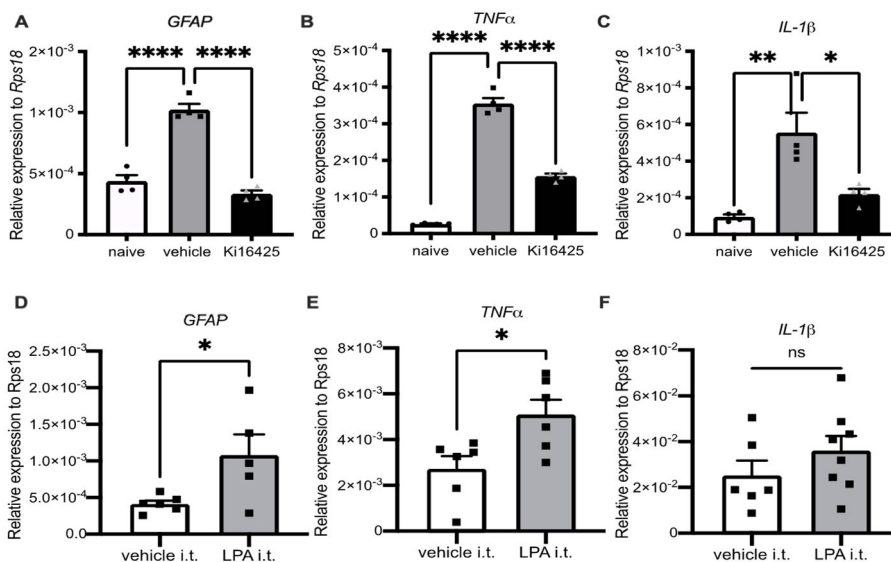 A
GFAP
Relative expression to Rps18
2×10⁻³
1×10⁻³
5×10⁻⁴
0
**** ****
naive vehicle Ki16425
B
TNFα
Relative expression to Rps18
5×10⁻⁴
4×10⁻⁴
3×10⁻⁴
2×10⁻⁴
1×10⁻⁴
0
**** ****
naive vehicle Ki16425
C
IL-1β
Relative expression to Rps18
1×10⁻³
8×10⁻⁴
6×10⁻⁴
4×10⁻⁴
2×10⁻⁴
0
** *
naive vehicle Ki16425
D
GFAP
Relative expression to Rps18
2.5×10⁻³
2.0×10⁻³
1.5×10⁻³
1.0×10⁻³
5.0×10⁻⁴
0
*
vehicle i.t. LPA i.t.
E
TNFα
Relative expression to Rps18
8×10⁻³
6×10⁻³
4×10⁻³
2×10⁻³
0
*
vehicle i.t. LPA i.t.
F
IL-1β
Relative expression to Rps18
8×10⁻²
6×10⁻²
4×10⁻²
2×10⁻²
0
ns
vehicle i.t. LPA i.t.